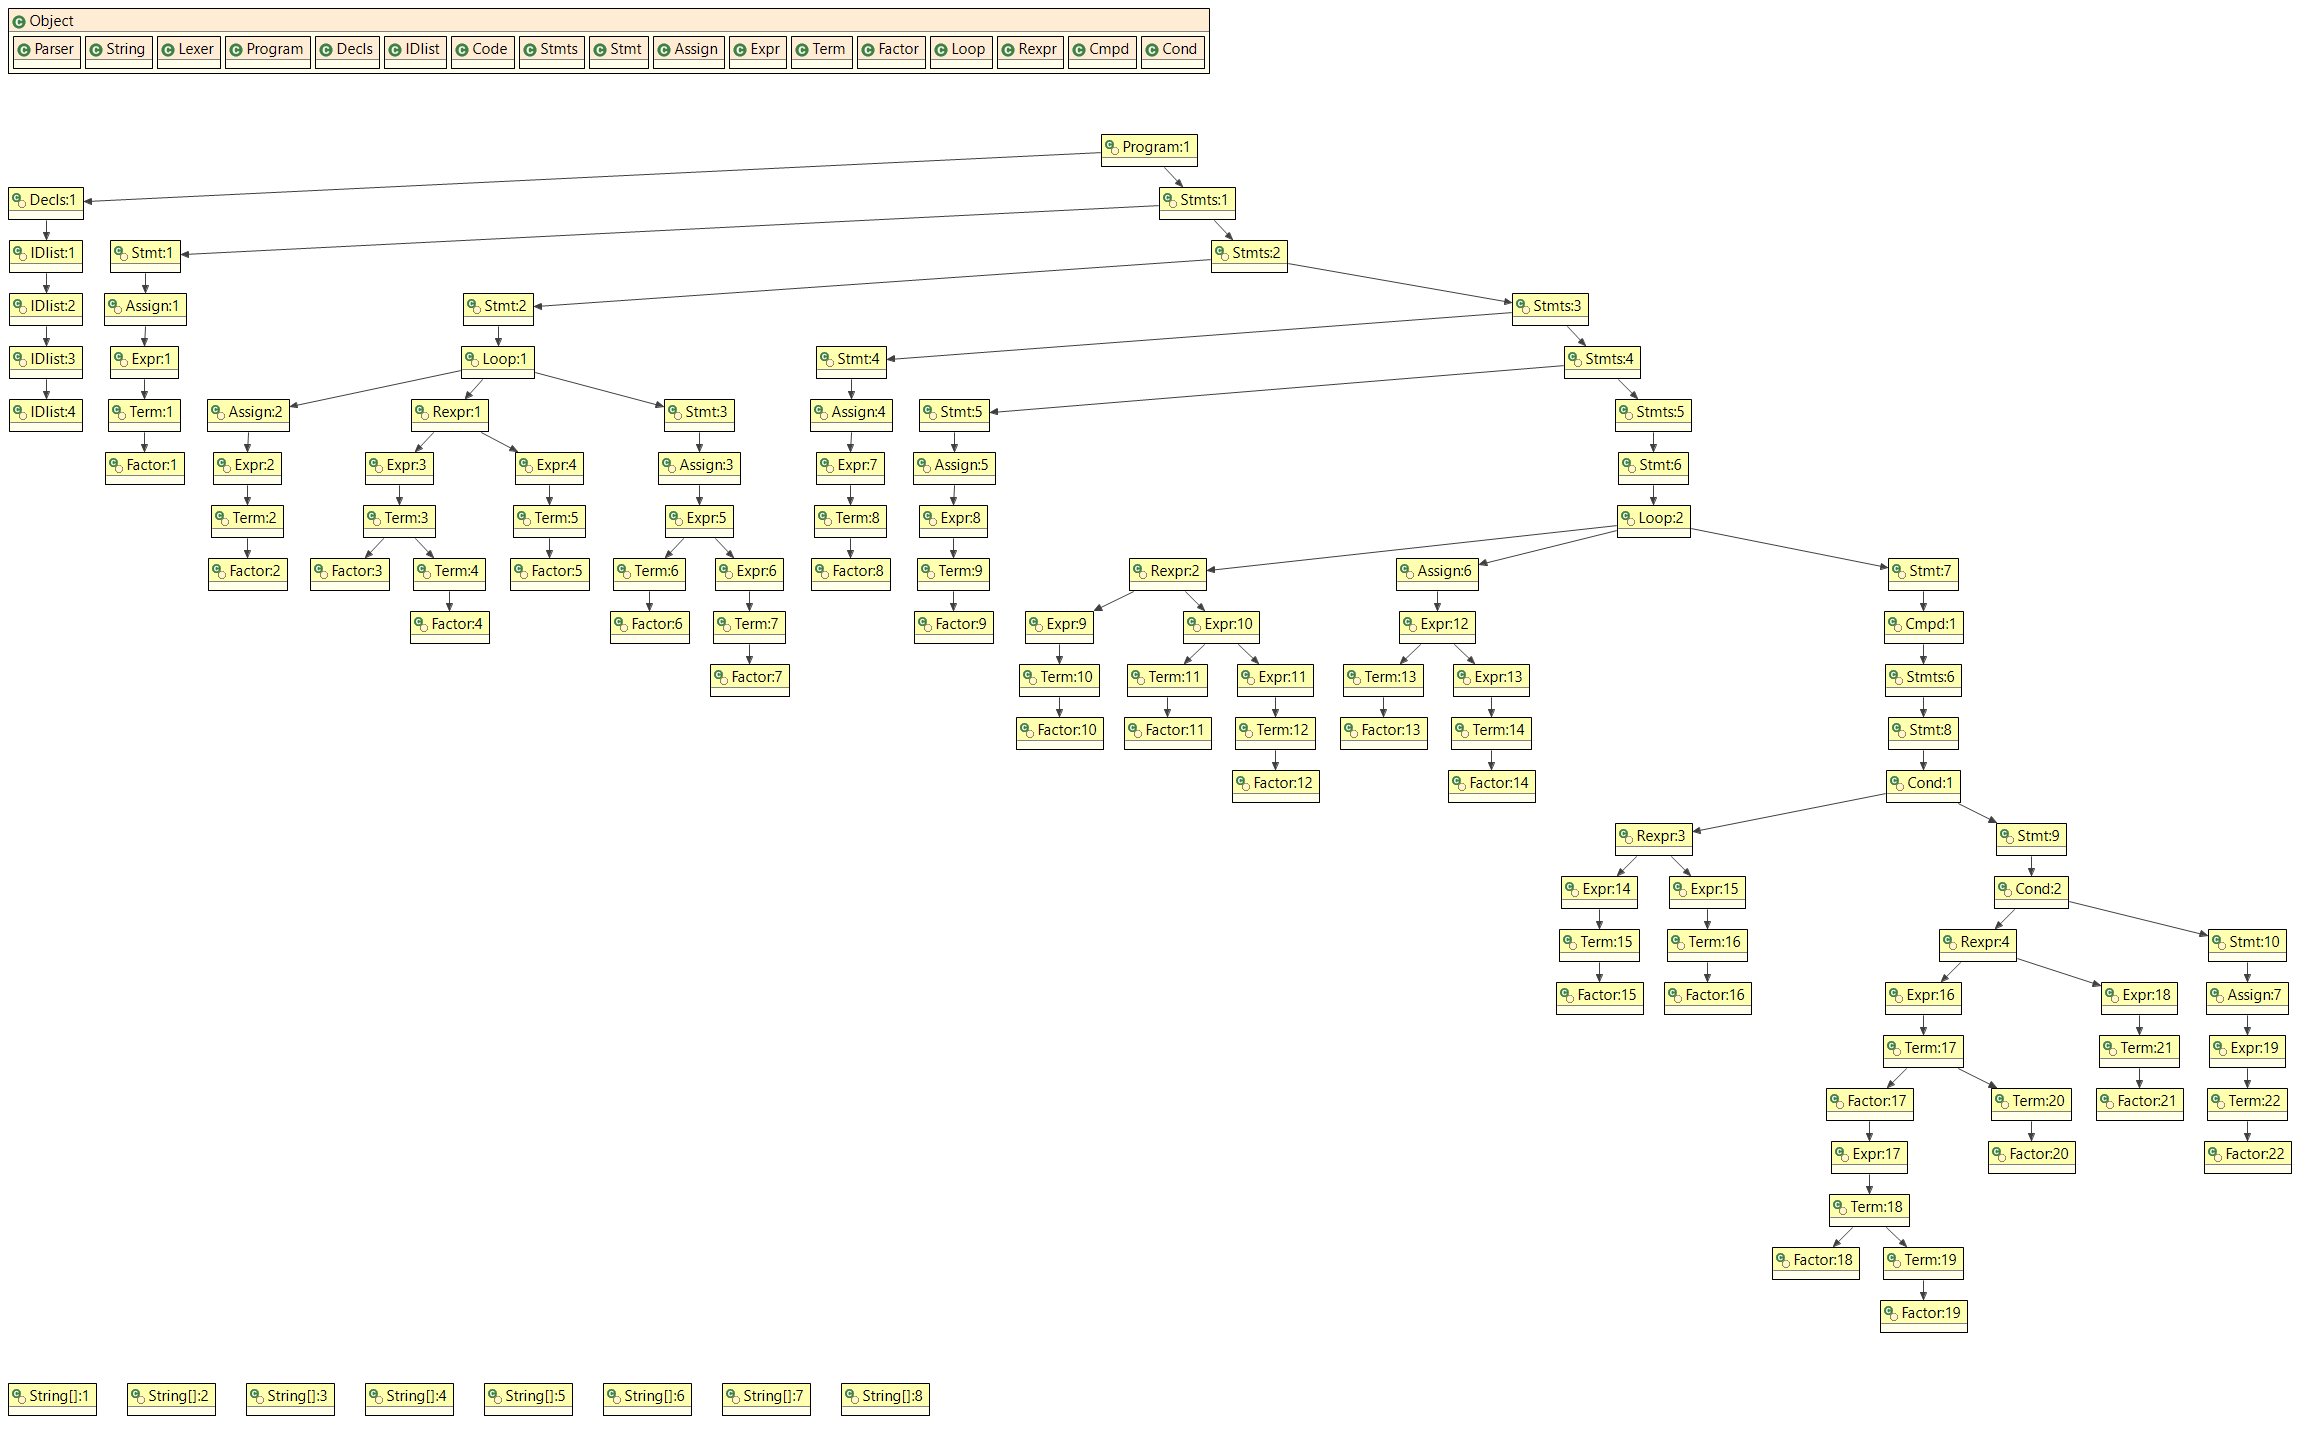 Object
Parser String Lexer Program Decls IDlist Code Stmts Stmt Assign Expr Term Factor Loop Rexpr Cmpd Cond
Program:1
Decls:1 Stmts:1
IDlist:1 Stmt:1 Stmts:2
IDlist:2 Assign:1 Stmt:2 Stmts:3
IDlist:3 Expr:1 Loop:1 Stmt:4 Stmts:4
IDlist:4 Term:1 Assign:2 Rexpr:1 Stmt:3 Assign:4 Stmt:5 Stmts:5
Factor:1 Expr:2 Expr:3 Expr:4 Assign:3 Expr:7 Assign:5 Stmt:6
Term:2 Term:3 Term:5 Expr:5 Term:8 Expr:8 Loop:2
Factor:2 Factor:3 Term:4 Factor:5 Term:6 Expr:6 Factor:8 Term:9 Rexpr:2 Assign:6 Stmt:7
Factor:4 Factor:6 Term:7 Factor:9 Expr:9 Expr:10 Expr:12 Cmpd:1
Factor:7 Term:10 Term:11 Expr:11 Term:13 Expr:13 Stmts:6
Factor:10 Factor:11 Term:12 Factor:13 Term:14 Stmt:8
Factor:12 Factor:14 Cond:1
Rexpr:3 Stmt:9
Expr:14 Expr:15 Cond:2
Term:15 Term:16 Rexpr:4 Stmt:10
Factor:15 Factor:16 Expr:16 Expr:18 Assign:7
Term:17 Term:21 Expr:19
Factor:17 Term:20 Factor:21 Term:22
Expr:17 Factor:20 Factor:22
Term:18
Factor:18 Term:19
Factor:19
String[]:1 String[]:2 String[]:3 String[]:4 String[]:5 String[]:6 String[]:7 String[]:8